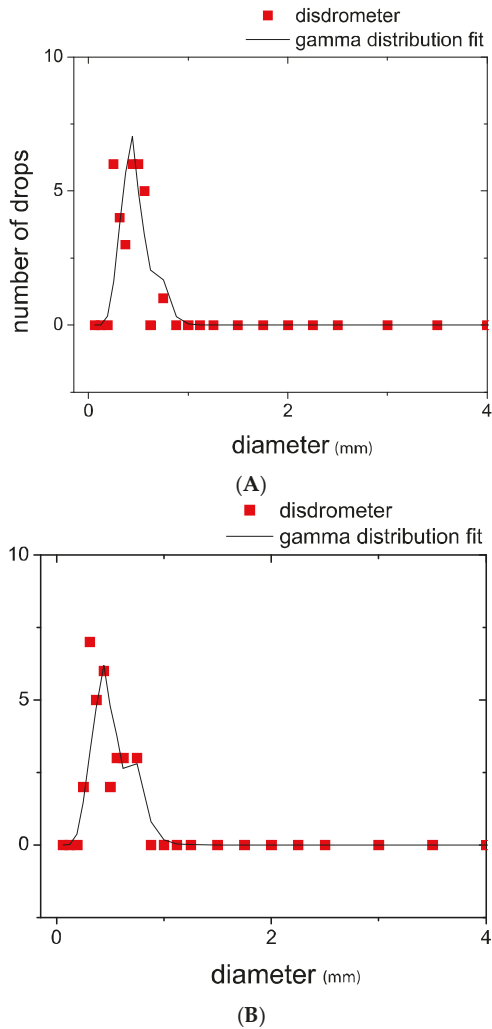 disdrometer
gamma distribution fit
10
5
0
number of drops
0 2 4
diameter (mm)
(A)
disdrometer
gamma distribution fit
10
5
0
0 2 4
diameter (mm)
(B)